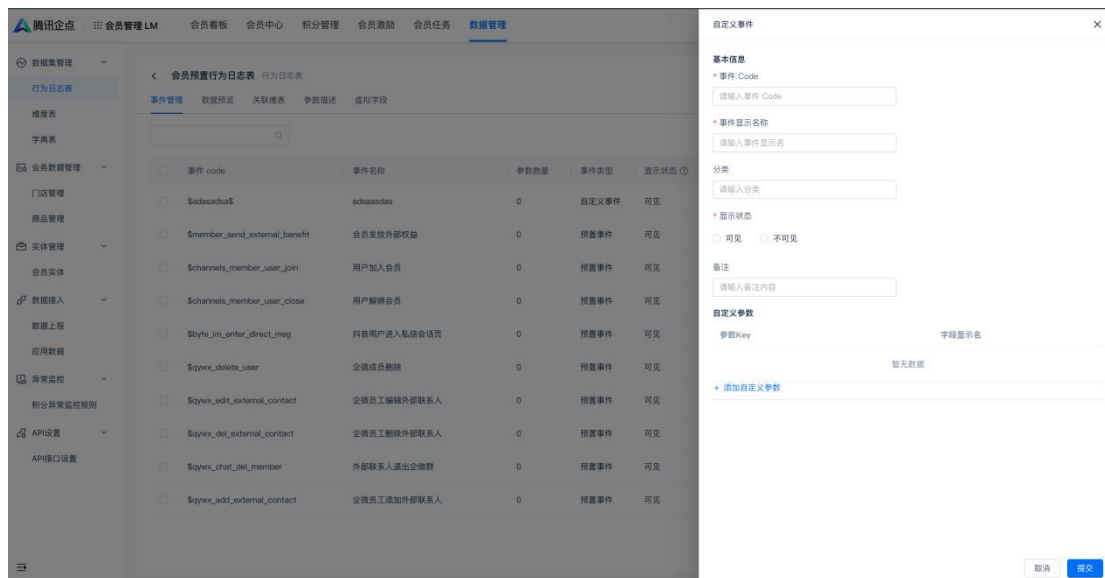 腾讯企点 会员管理 LM 会员看板 会员中心 积分管理 会员激励 会员任务 数据管理
数据集管理
行为日志表
维度表
字典表
业务数据管理
门店管理
商品管理
实体管理
会员实体
数据接入
数据上报
应用数据
异常监控
积分异常监控规则
API设置
API接口设置
会员预置行为日志表 行为日志表
事件管理 数据预览 关联维表 参数描述 虚拟字段
事件 code 事件名称 参数数量 事件类型 显示状态
$adasadsa$ adsaasdas 0 自定义事件 可见
$member_send_external_benefit 会员发放外部权益 0 预置事件 可见
$channels_member_user_join 用户加入会员 0 预置事件 可见
$channels_member_user_close 用户解绑会员 0 预置事件 可见
$byte_im_enter_direct_msg 抖音用户进入私信会话页 0 预置事件 可见
$qywx_delete_user 企微成员删除 0 预置事件 可见
$qywx_edit_external_contact 企微员工编辑外部联系人 0 预置事件 可见
$qywx_del_external_contact 企微员工删除外部联系人 0 预置事件 可见
$qywx_chat_del_member 外部联系人退出企微群 0 预置事件 可见
$qywx_add_external_contact 企微员工添加外部联系人 0 预置事件 可见
自定义事件
基本信息
* 事件 Code
请输入事件 Code
* 事件显示名称
请输入事件显示名
分类
请输入分类
* 显示状态
可见 不可见
备注
请输入备注内容
自定义参数
参数Key 字段显示名
暂无数据
+ 添加自定义参数
取消 提交